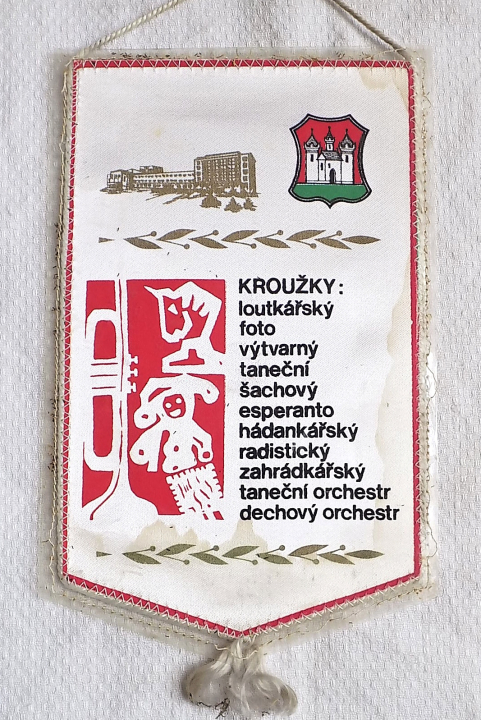 KROUŽKY:
loutkářský
foto
výtvarný
taneční
šachový
esperanto
hádankářský
radistický
zahrádkářský
taneční orchestr
dechový orchestr